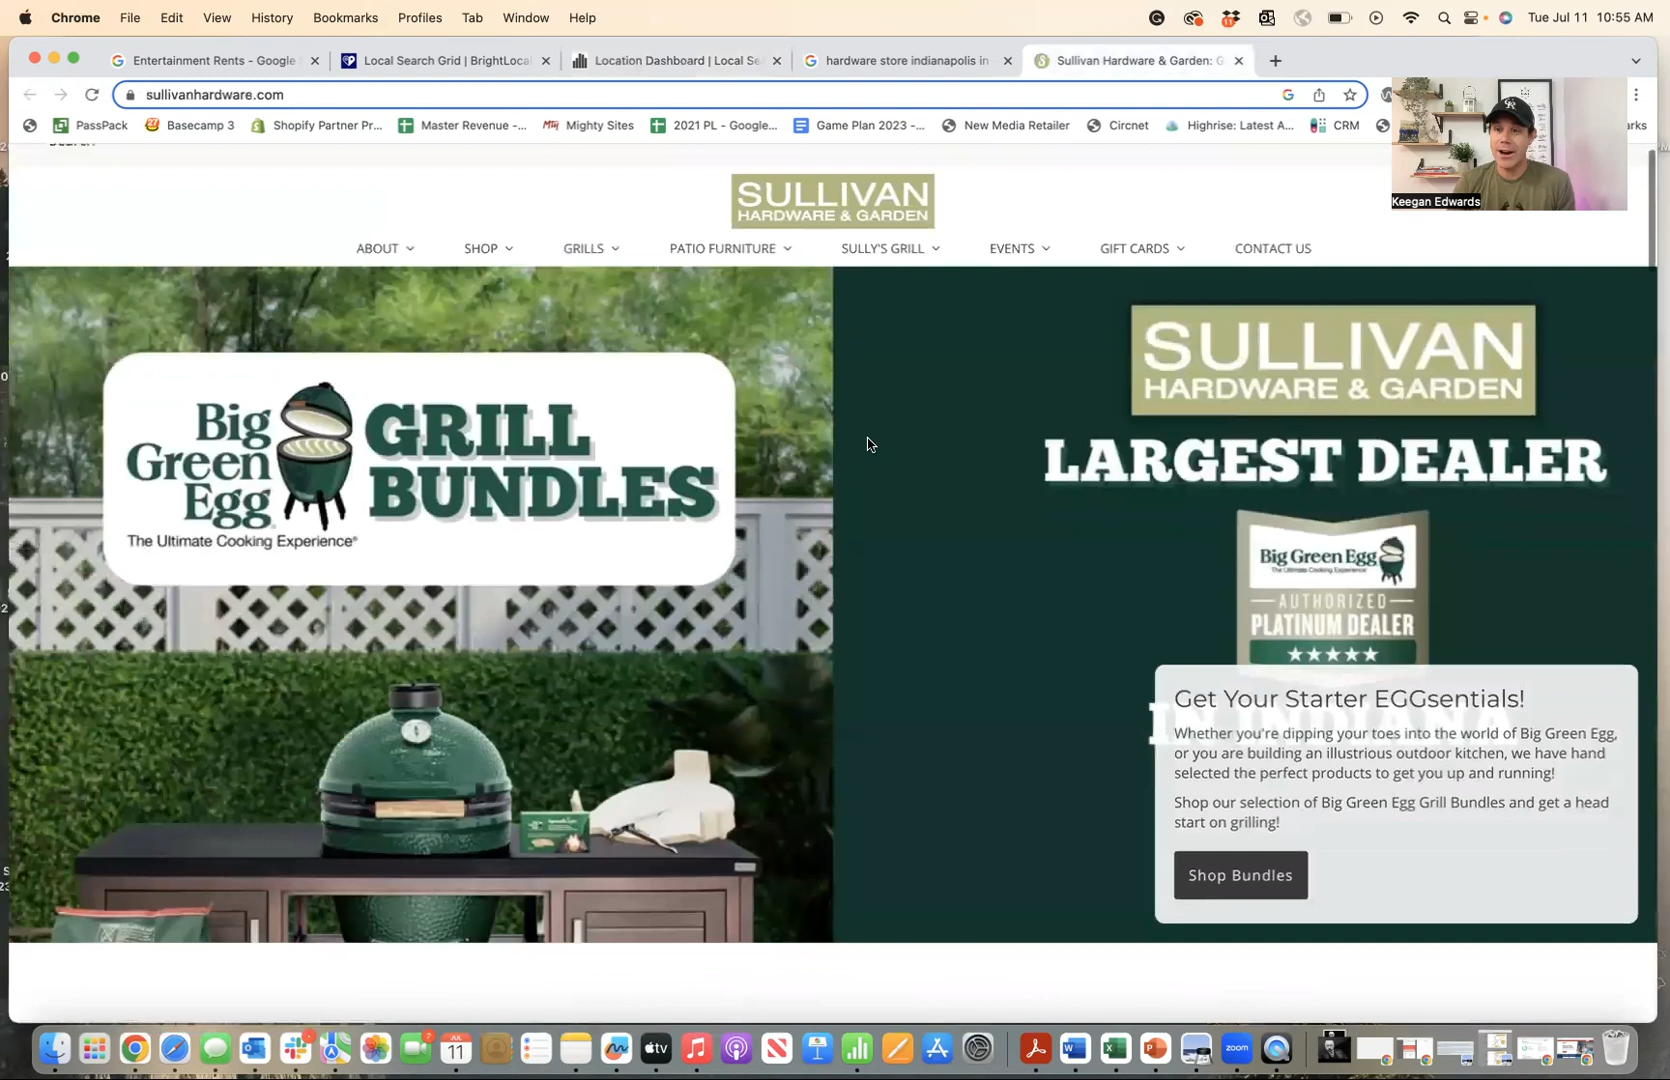 Chrome File Edit View History Bookmarks Profiles Tab Window Help
11
Tue Jul 11 10:55 AM
Entertainment Rents - Google
Local Search Grid | BrightLocal
Location Dashboard | Local Se
hardware store indianapolis in
Sullivan Hardware & Garden: G
sullivanhardware.com
PassPack
Basecamp 3
Shopify Partner Pr...
Master Revenue -...
Mighty Sites
2021 PL - Google...
Game Plan 2023 -...
New Media Retailer
Circnet
Highrise: Latest A...
CRM
Keegan Edwards
SULLIVAN
HARDWARE & GARDEN
ABOUT SHOP GRILLS PATIO FURNITURE SULLY'S GRILL EVENTS GIFT CARDS CONTACT US
Big
Green
Egg
The Ultimate Cooking Experience®
GRILL
BUNDLES
SULLIVAN
HARDWARE & GARDEN
LARGEST DEALER
Big Green Egg
The Ultimate Cooking Experience
AUTHORIZED
PLATINUM DEALER
IN INDIANA
Get Your Starter EGGsentials!
Whether you're dipping your toes into the world of Big Green Egg,
or you are building an illustrious outdoor kitchen, we have hand
selected the perfect products to get you up and running!
Shop our selection of Big Green Egg Grill Bundles and get a head
start on grilling!
Shop Bundles
JUL
11
tv
zoom